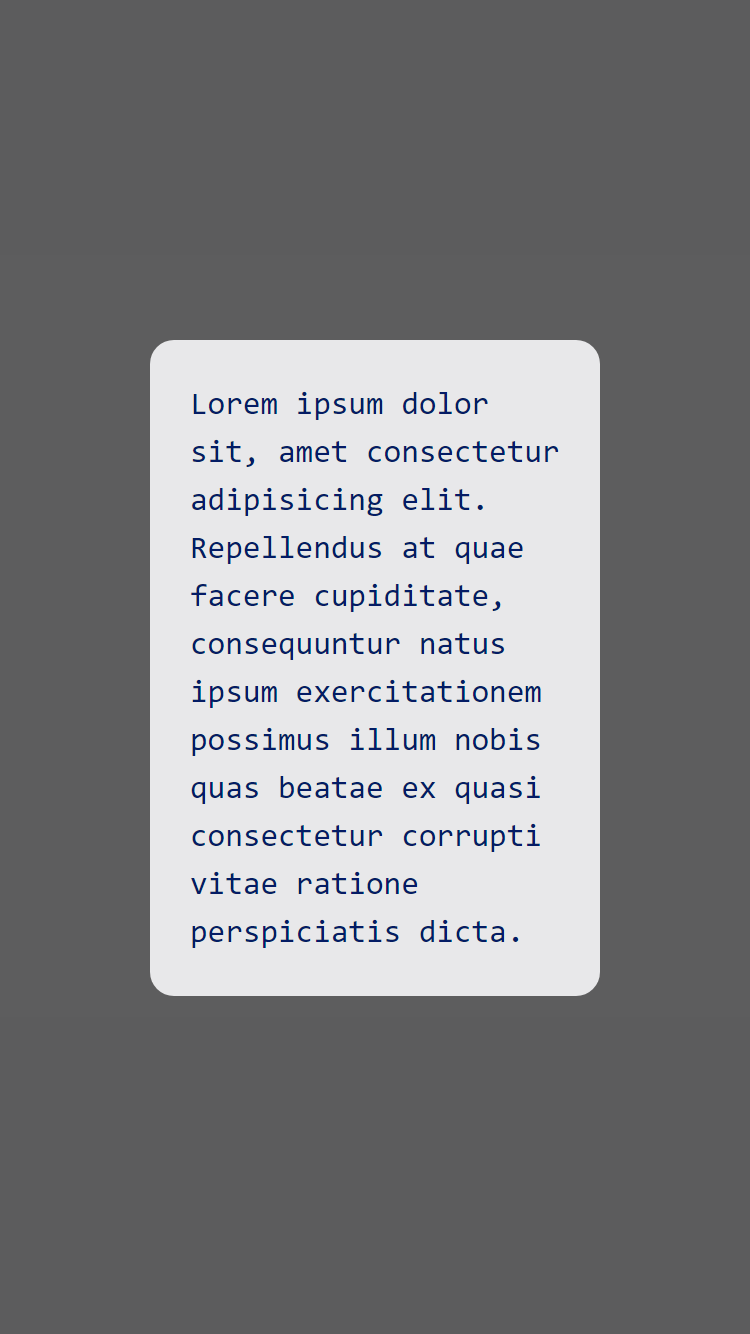 Lorem ipsum dolor
sit, amet consectetur
adipisicing elit.
Repellendus at quae
facere cupiditate,
consequuntur natus
ipsum exercitationem
possimus illum nobis
quas beatae ex quasi
consectetur corrupti
vitae ratione
perspiciatis dicta.